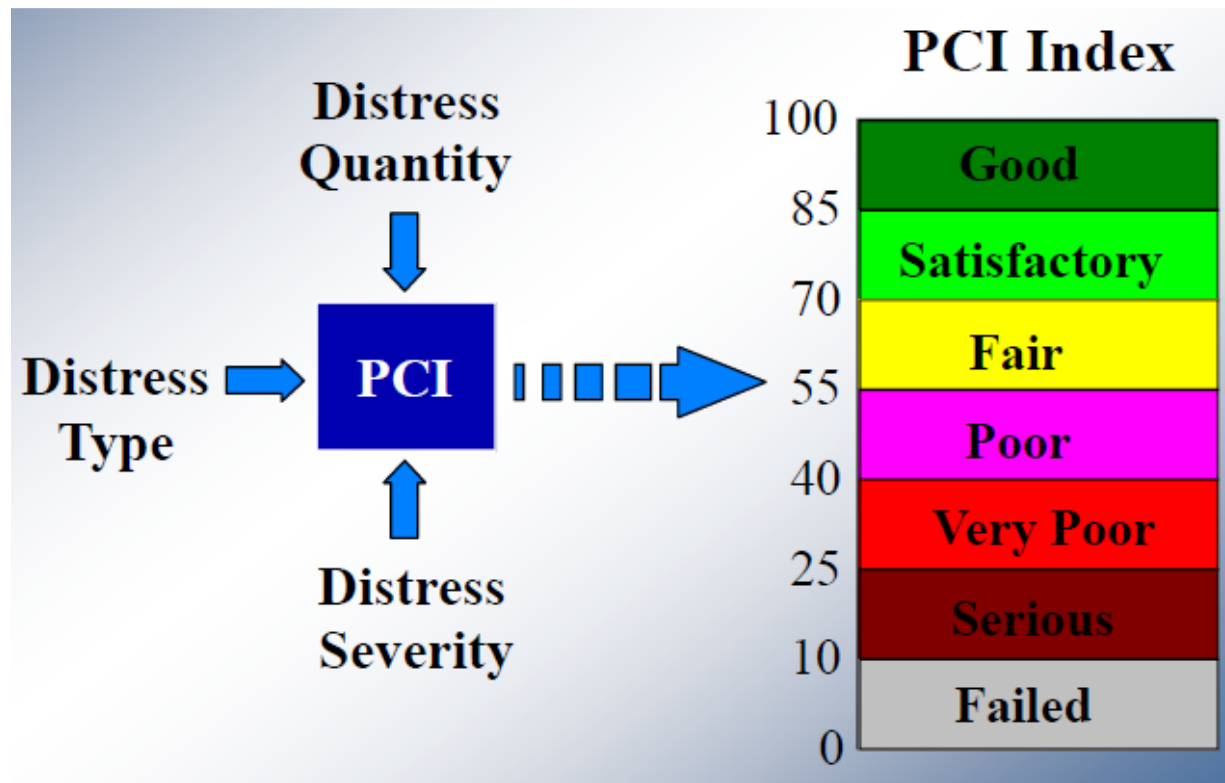 PCI Index
Distress
Quantity
Distress
Type
PCI
Distress
Severity
100
Good
85
Satisfactory
70
Fair
55
Poor
40
Very Poor
25
Serious
10
Failed
0